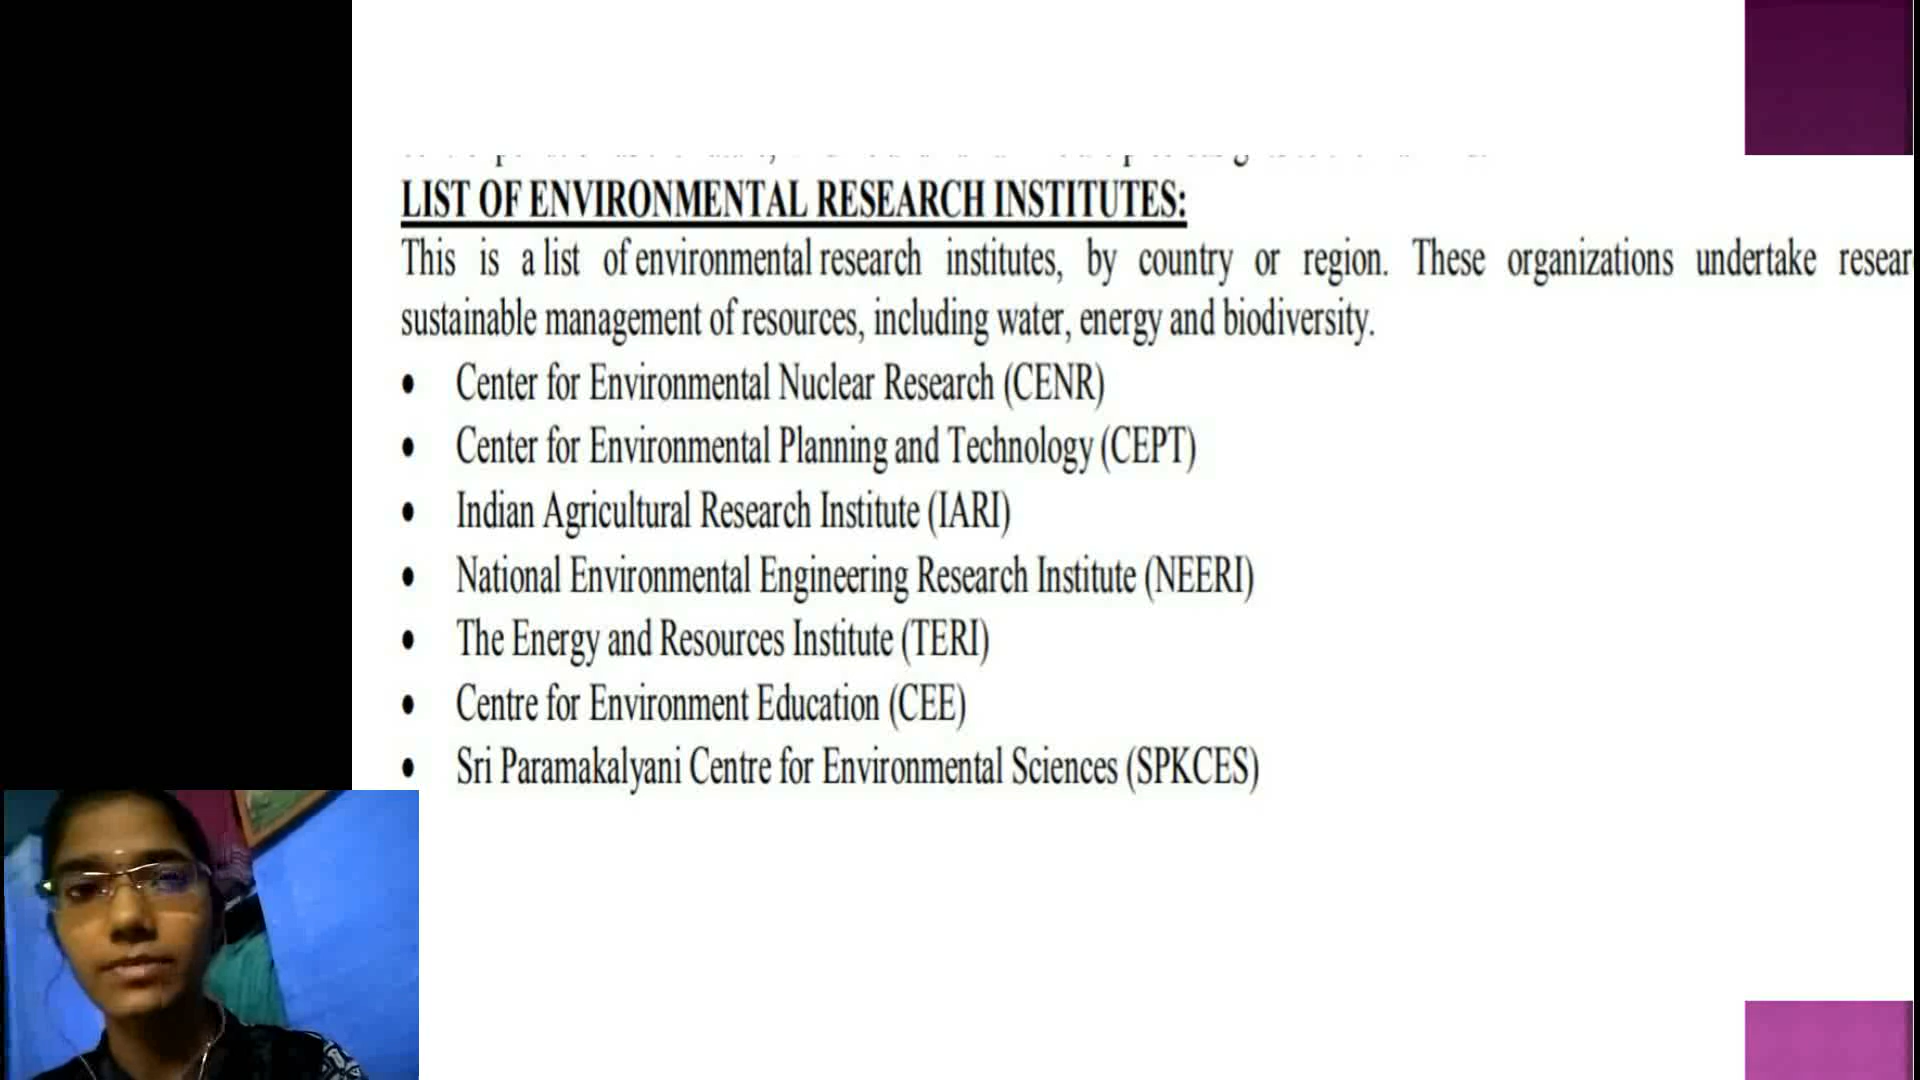 LIST OF ENVIRONMENTAL RESEARCH INSTITUTES:
This is a list of environmental research institutes, by country or region. These organizations undertake resear
sustainable management of resources, including water, energy and biodiversity.
• Center for Environmental Nuclear Research (CENR)
• Center for Environmental Planning and Technology (CEPT)
• Indian Agricultural Research Institute (IARI)
• National Environmental Engineering Research Institute (NEERI)
• The Energy and Resources Institute (TERI)
• Centre for Environment Education (CEE)
• Sri Paramakalyani Centre for Environmental Sciences (SPKCES)